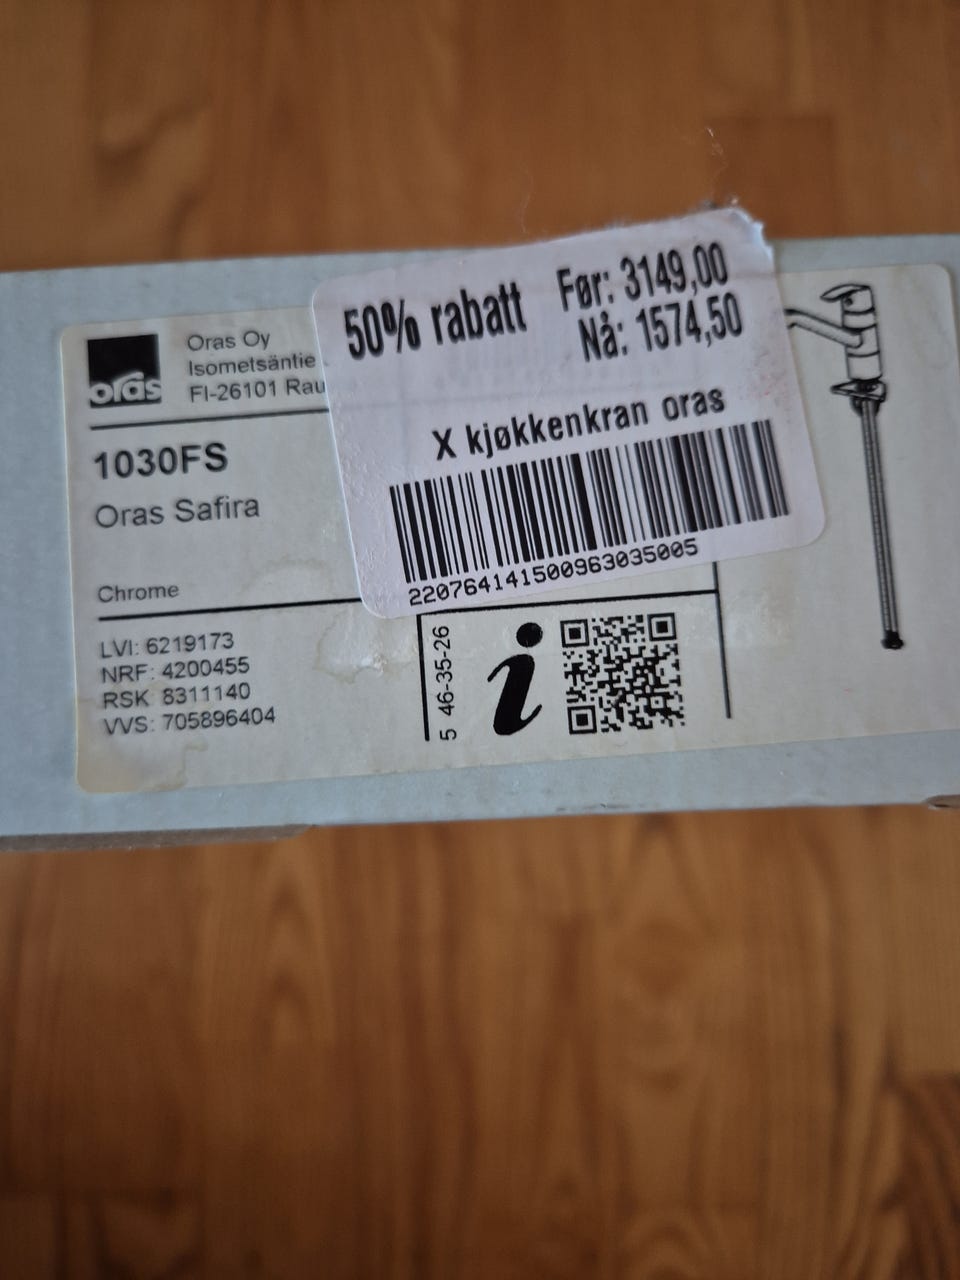 50% rabatt
Før: 3149,00
Nå: 1574,50
X kjøkkenkran oras
220764141500963035005
oras
Oras Oy
Isometsäntie
FI-26101 Rau
1030FS
Oras Safira
Chrome
LVI: 6219173
NRF: 4200455
RSK: 8311140
VVS: 705896404
5 46-35-26
i